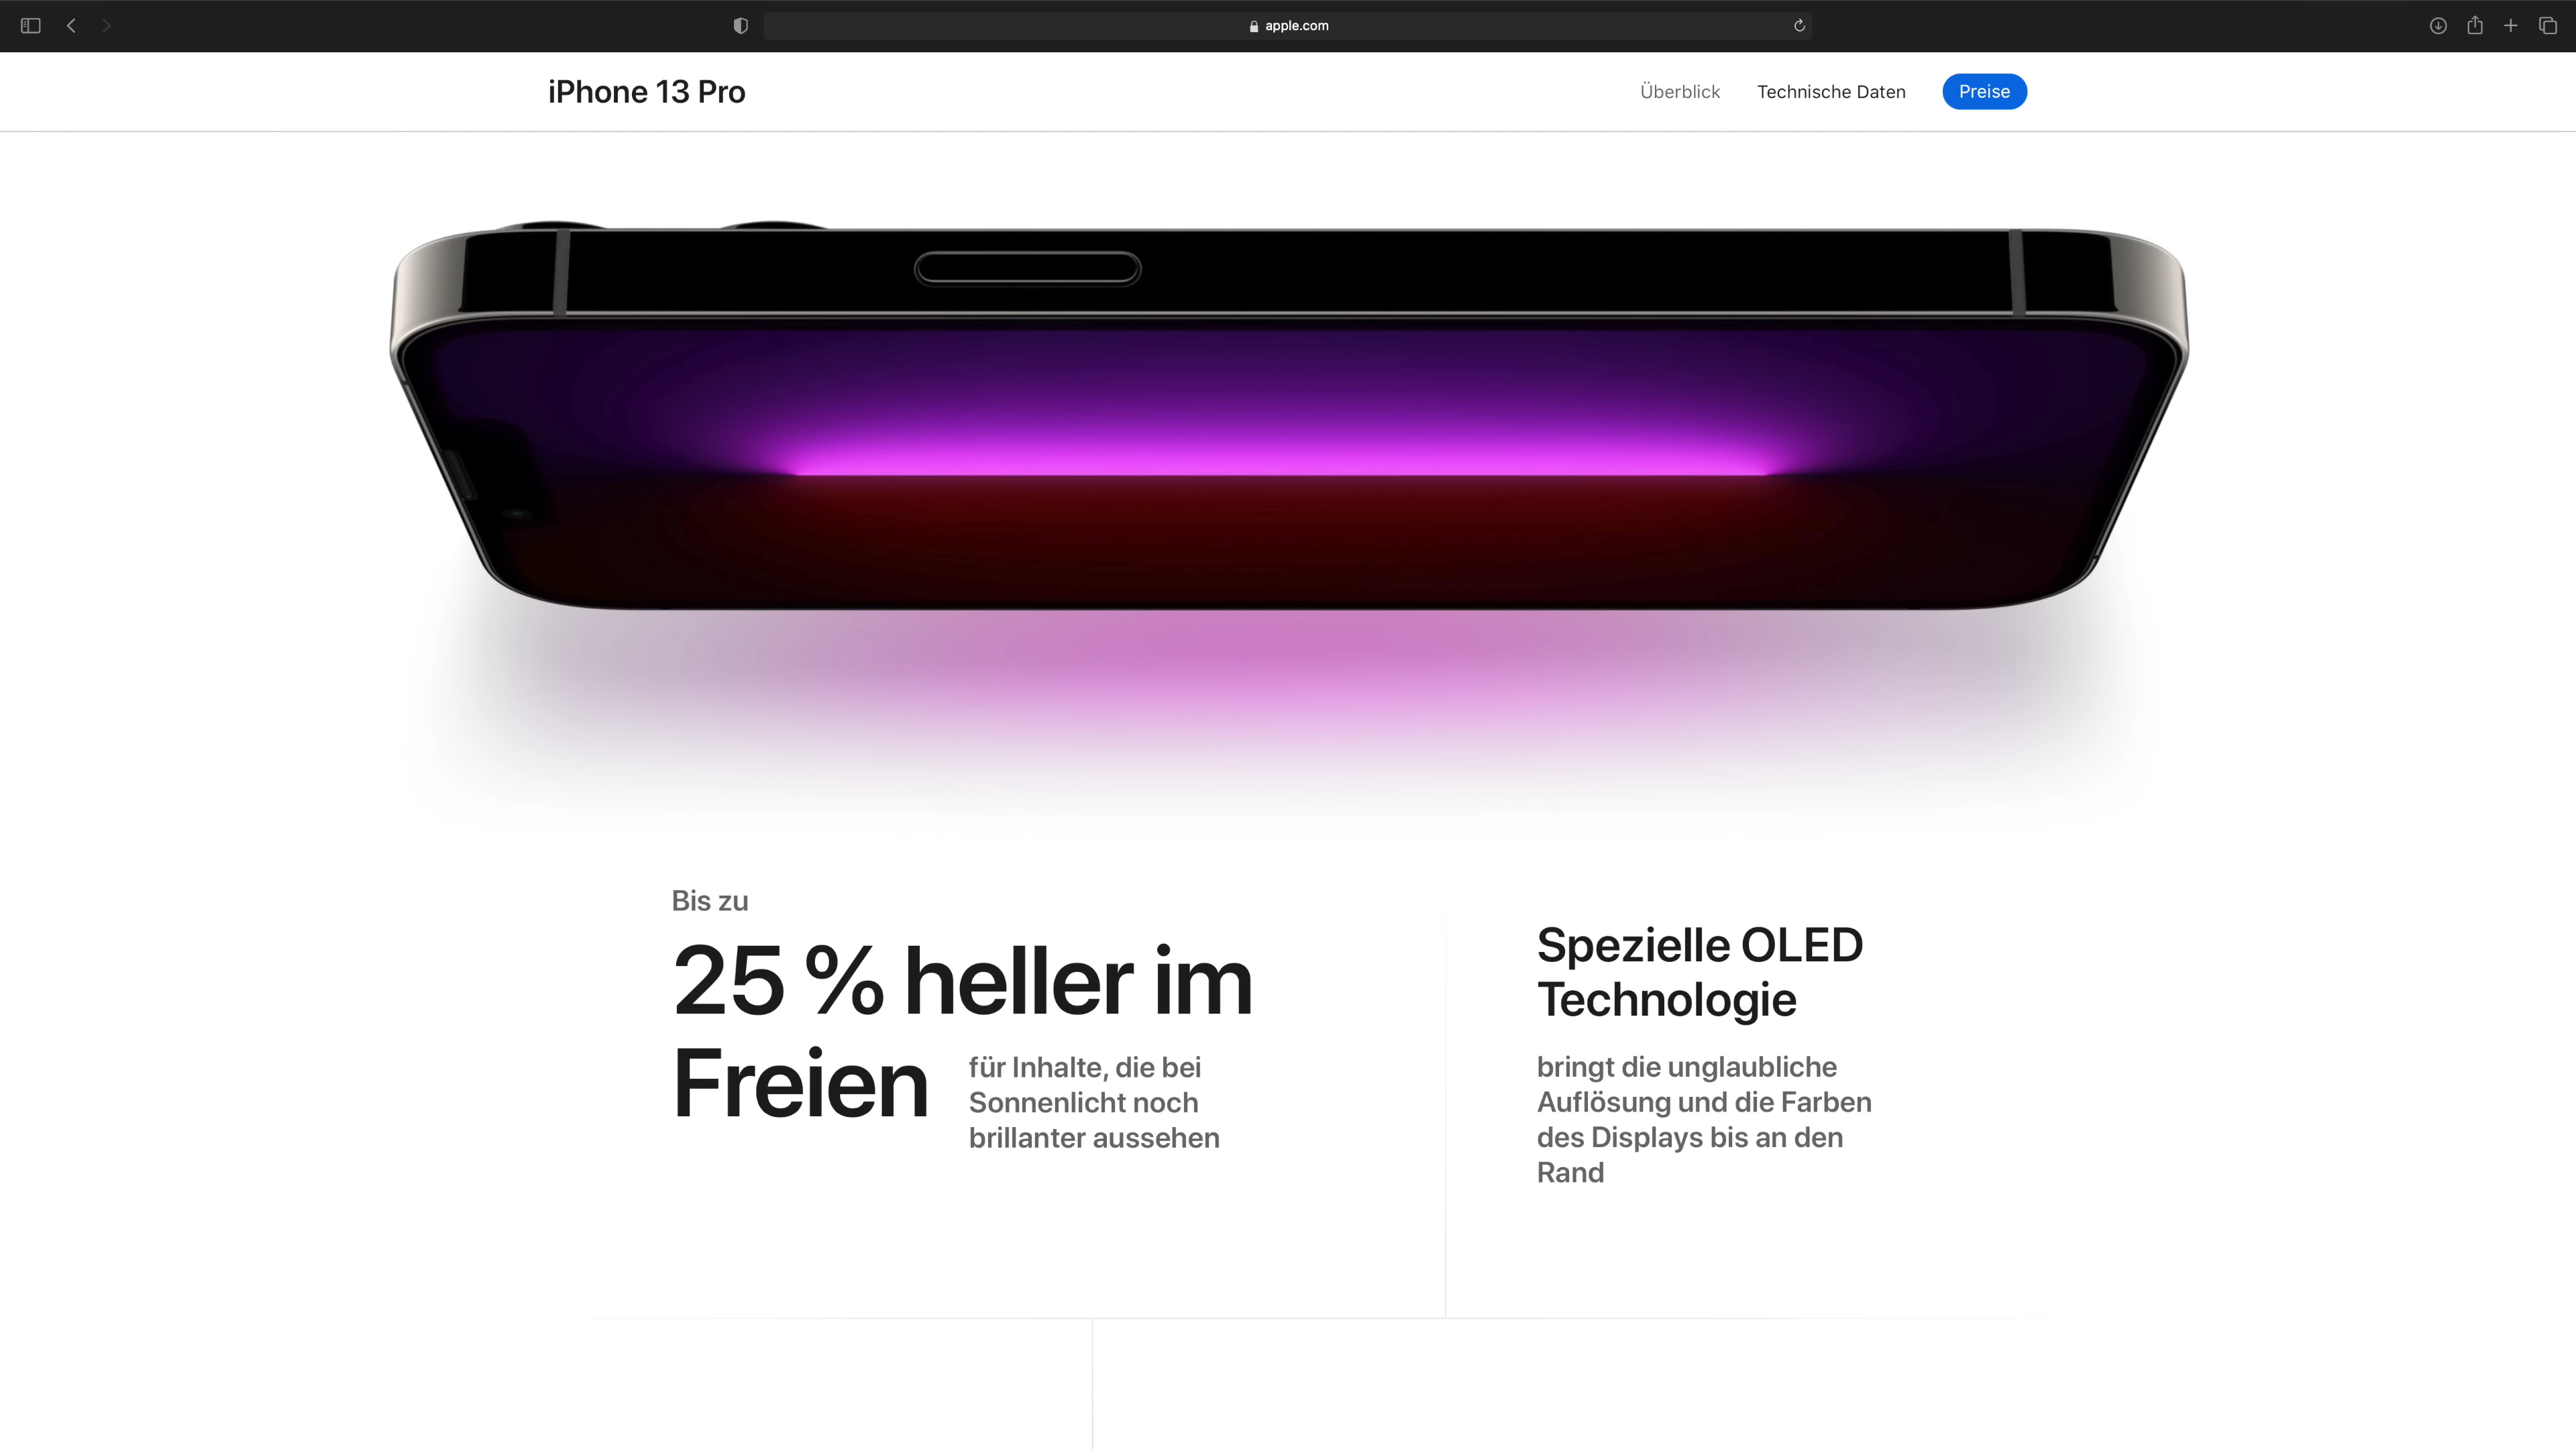 apple.com
iPhone 13 Pro
Überblick
Technische Daten
Preise
Bis zu
25 % heller im
Freien
für Inhalte, die bei
Sonnenlicht noch
brillanter aussehen
Spezielle OLED
Technologie
bringt die unglaubliche
Auflösung und die Farben
des Displays bis an den
Rand